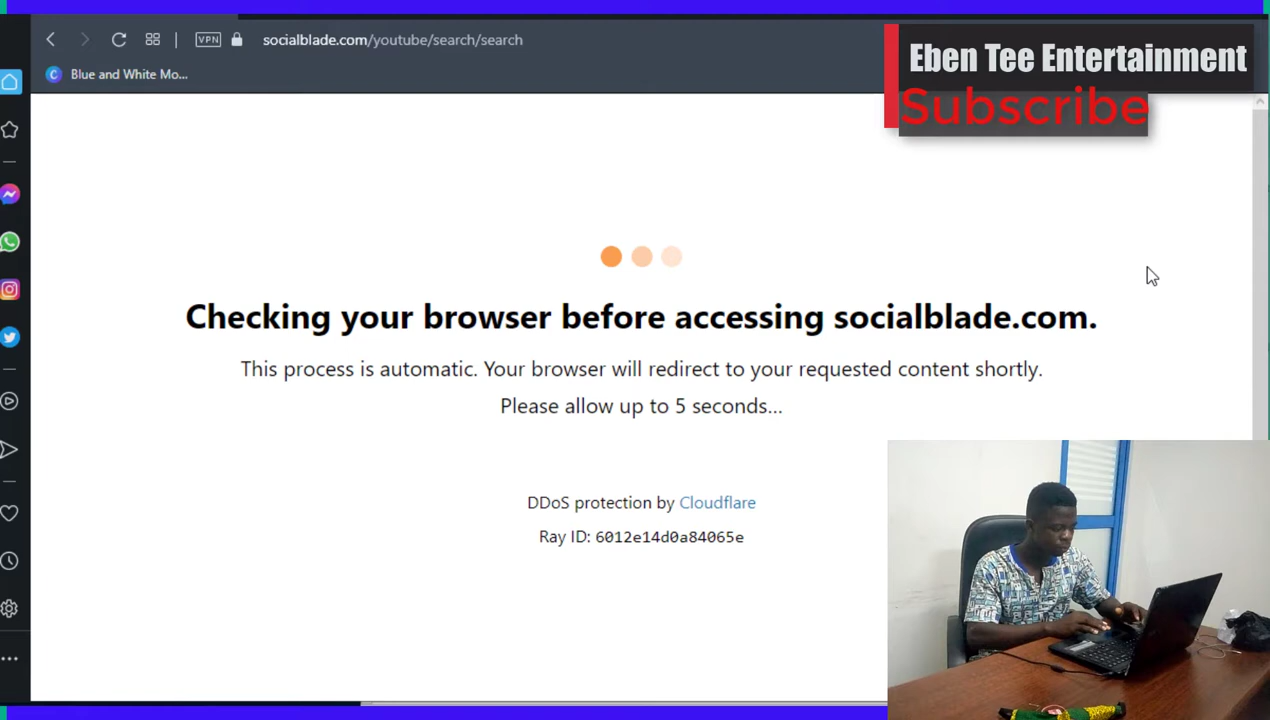 VPN
socialblade.com/youtube/search/search
C Blue and White Mo...
Eben Tee Entertainment
Subscribe
Checking your browser before accessing socialblade.com.
This process is automatic. Your browser will redirect to your requested content shortly.
Please allow up to 5 seconds...
DDoS protection by Cloudflare
Ray ID: 6012e14d0a84065e